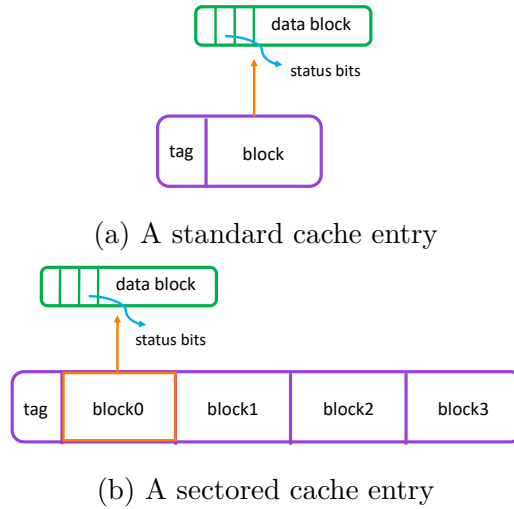 data block
status bits
tag block
(a) A standard cache entry
data block
status bits
tag block0 block1 block2 block3
(b) A sectored cache entry